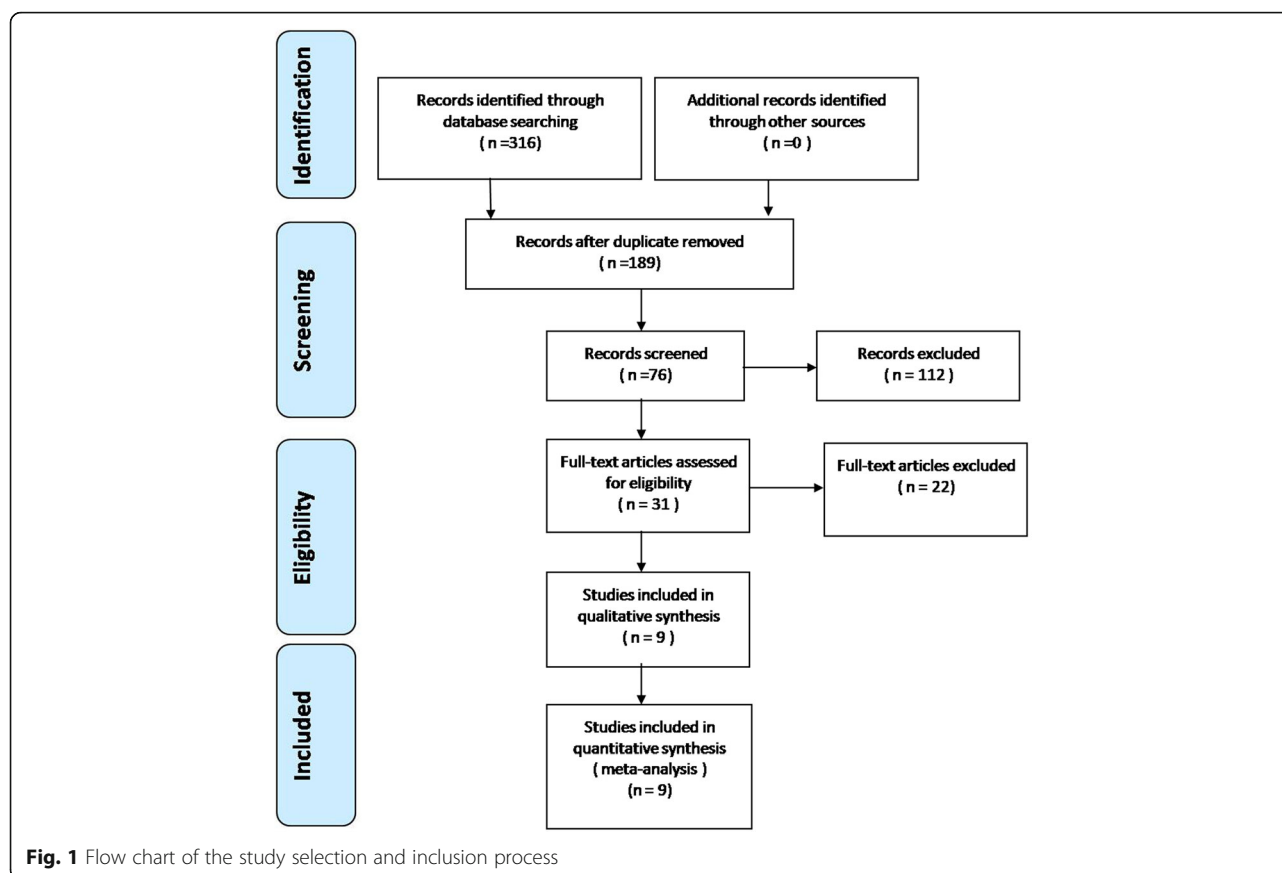 Identification
Records identified through
database searching
( n =316)
Additional records identified
through other sources
( n =0 )
Screening
Records after duplicate removed
( n =189)
Records screened
( n =76)
Records excluded
( n = 112 )
Eligibility
Full-text articles assessed
for eligibility
( n = 31 )
Full-text articles excluded
( n = 22)
Studies included in
qualitative synthesis
( n = 9 )
Included
Studies included in
quantitative synthesis
( meta-analysis )
(n = 9)
Fig. 1 Flow chart of the study selection and inclusion process